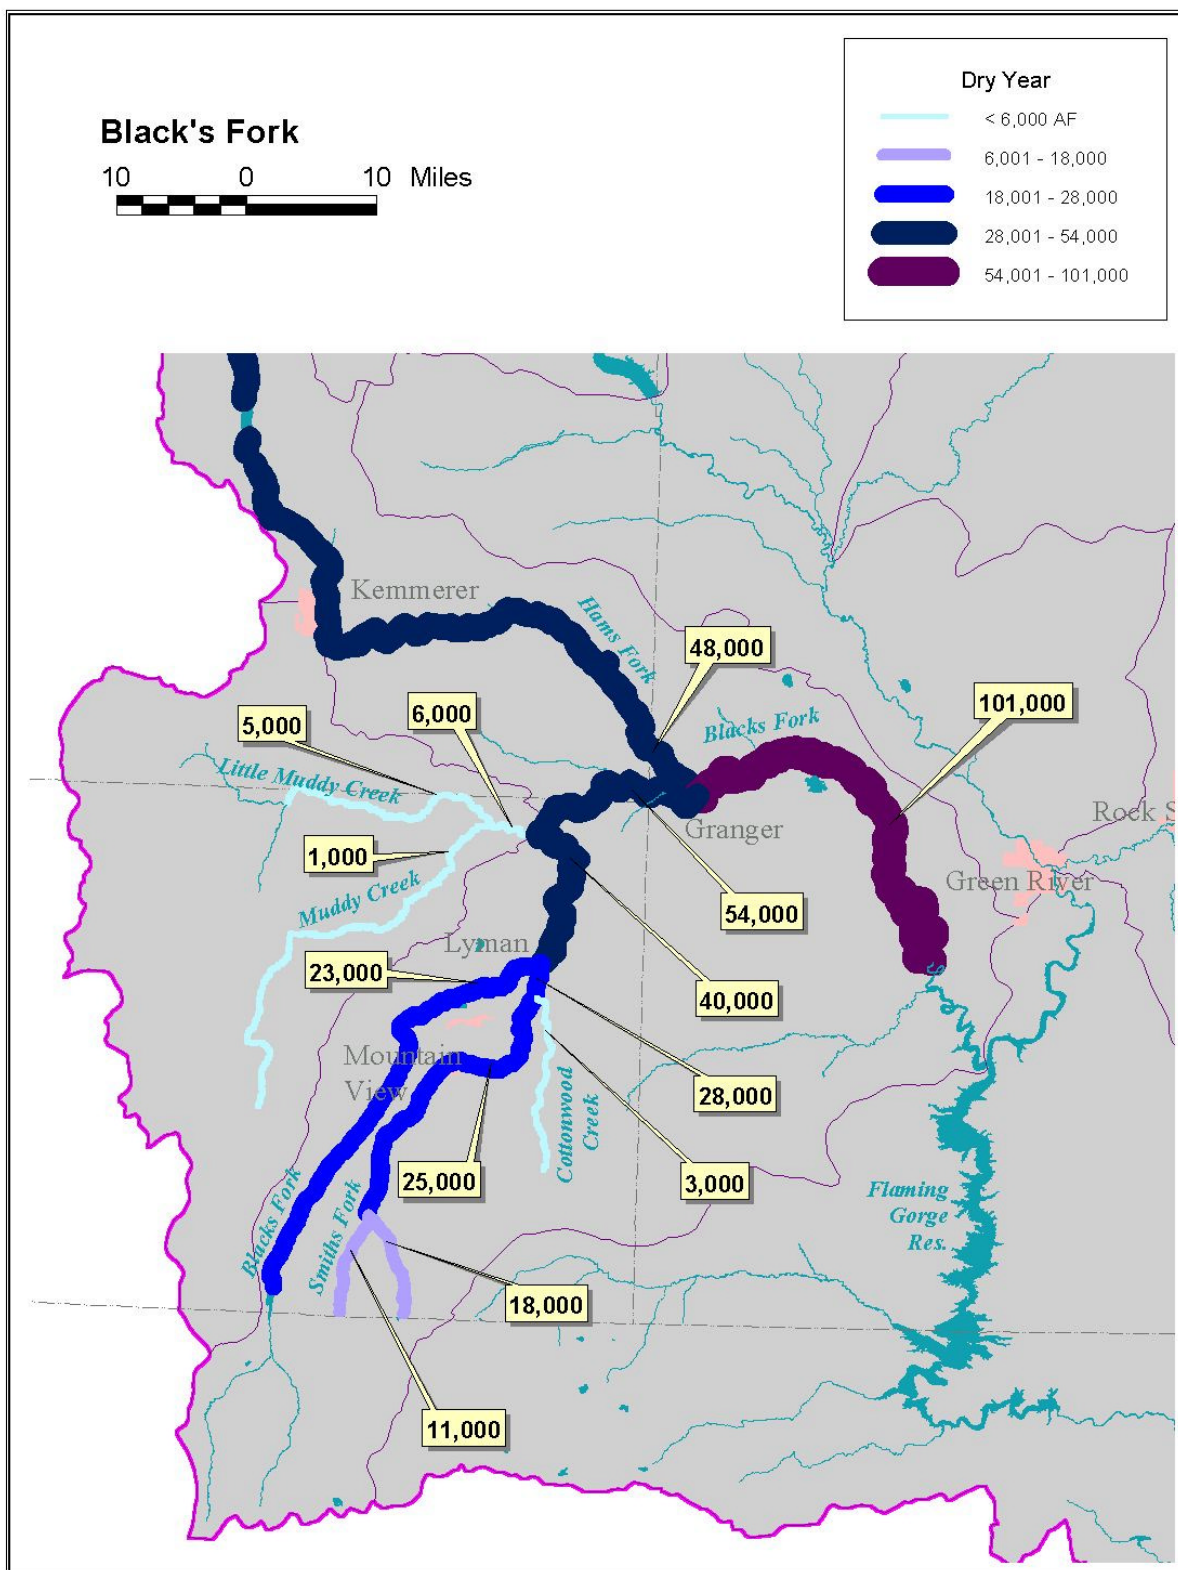 Dry Year
< 6,000 AF
6,001 - 18,000
18,001 - 28,000
28,001 - 54,000
54,001 - 101,000
Black's Fork
10 0 10 Miles
Kemmerer
Hams Fork
48,000
Blacks Fork
101,000
6,000
5,000
Little Muddy Creek
1,000
Muddy Creek
Granger
Rock S
Green River
54,000
Lyman
23,000
40,000
Mountain
View
28,000
Cottonwood
Creek
25,000
3,000
Blacks Fork
Smiths Fork
Flaming
Gorge
Res.
18,000
11,000